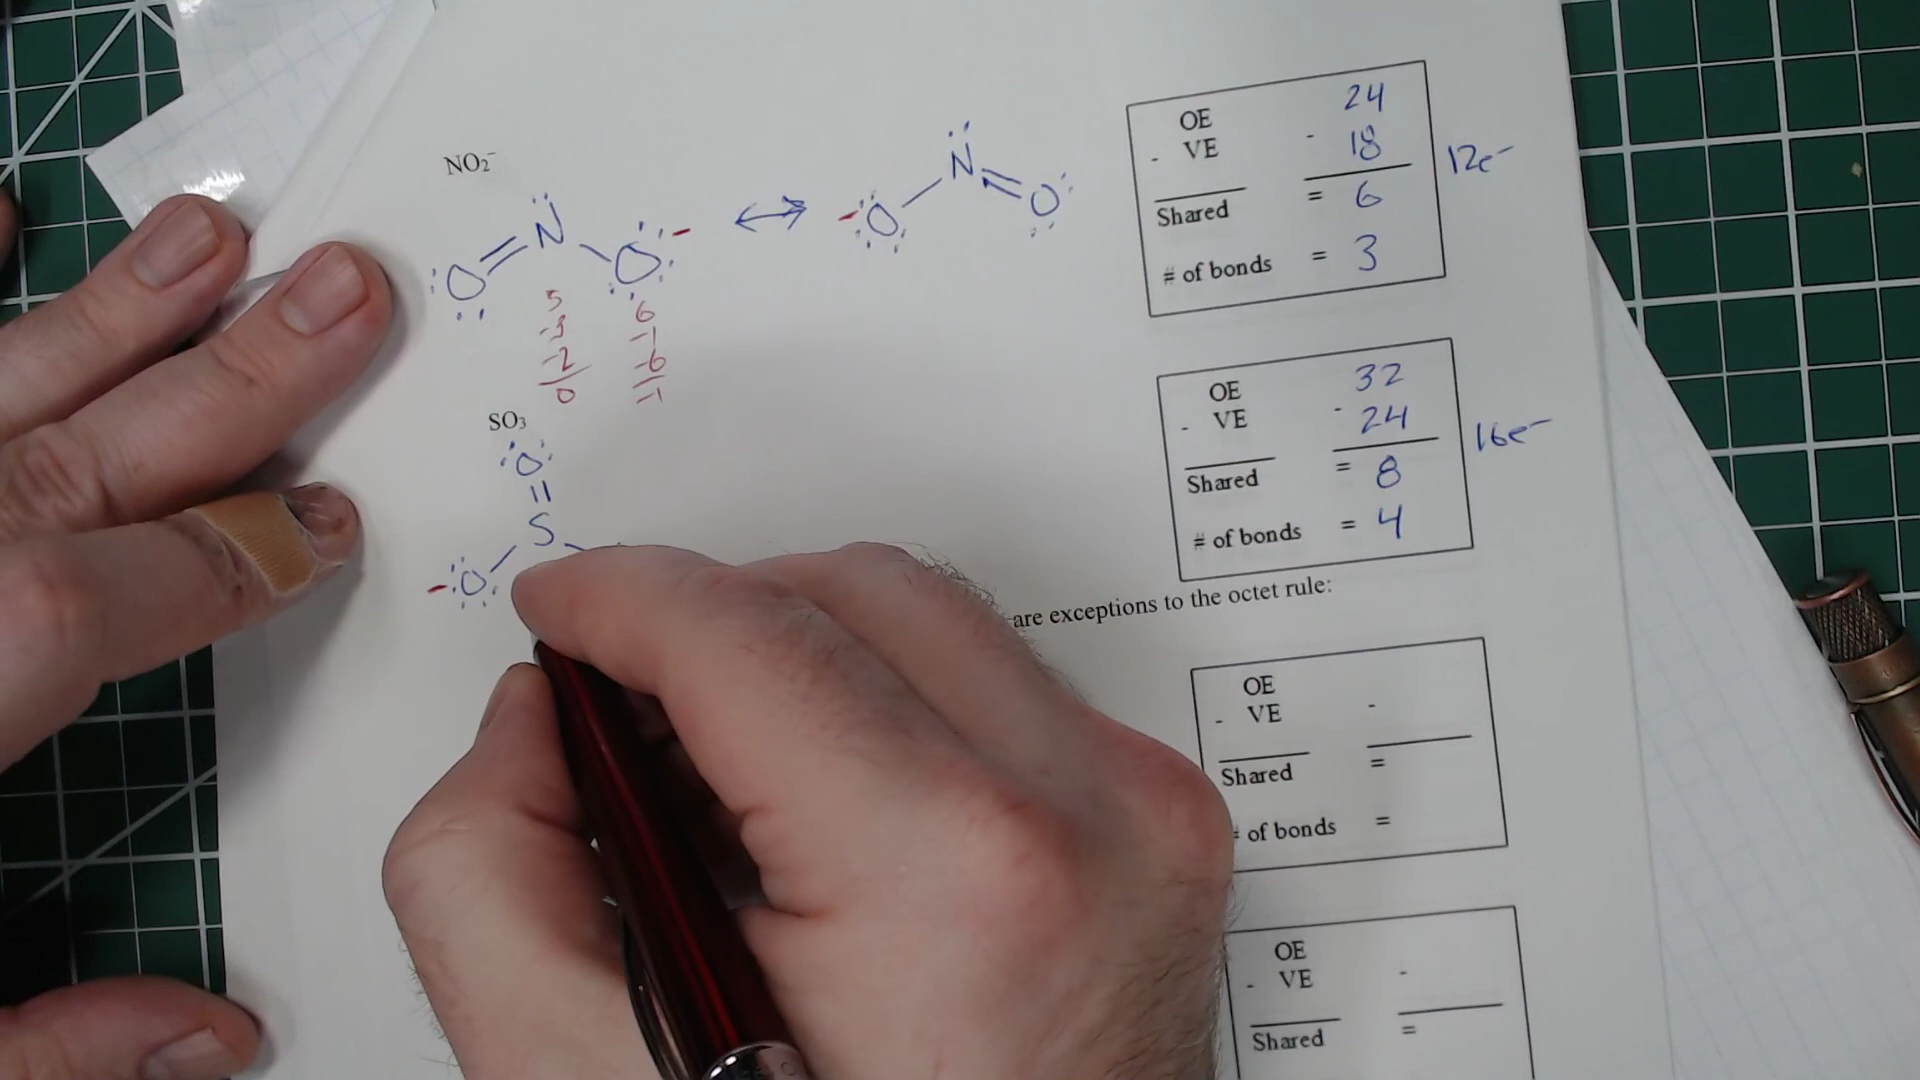 NO₂⁻
N
O
O
-
5
-3
-2
0
6
-1
-6
-1
N
-
O
O
OE
- VE
Shared
# of bonds
24
- 18
= 6
= 3
12e⁻
SO₃
O
S
- O
OE
- VE
Shared
# of bonds
32
- 24
= 8
= 4
16e⁻
are exceptions to the octet rule:
OE
- VE
Shared
of bonds
-
=
=
OE
- VE
Shared
-
=